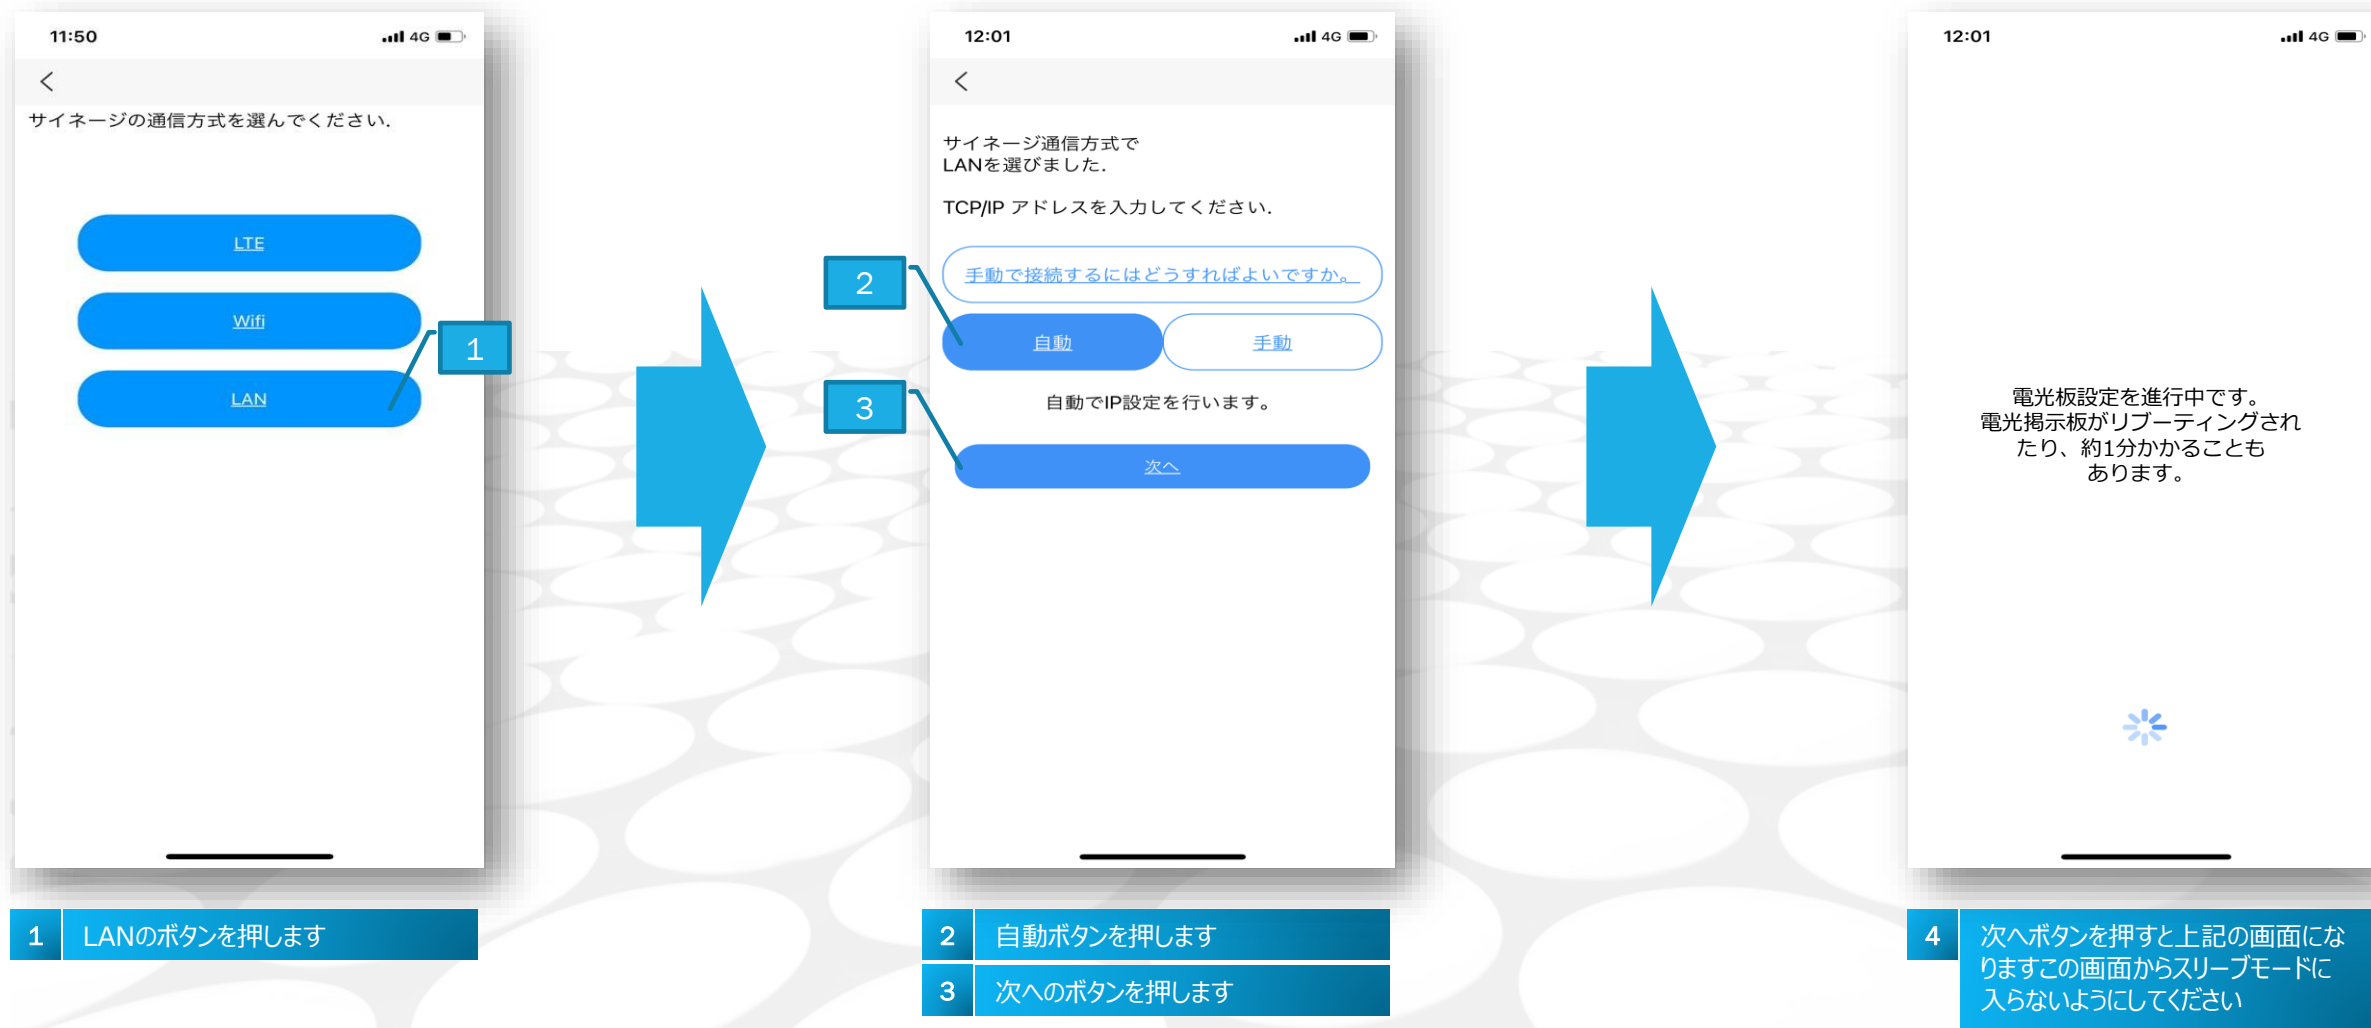 11:50
4G
サイネージの通信方式を選んでください.
LTE
Wifi
LAN
1
1 LANのボタンを押します
12:01
4G
サイネージ通信方式で
LANを選びました.
TCP/IP アドレスを入力してください.
手動で接続するにはどうすればよいですか。
自動
手動
自動でIP設定を行います。
次へ
2
3
2 自動ボタンを押します
3 次へのボタンを押します
12:01
4G
電光板設定を進行中です。
電光掲示板がリブーティングされ
たり、約1分かかることも
あります。
4 次へボタンを押すと上記の画面にな
りますこの画面からスリーブモードに
入らないようにしてください